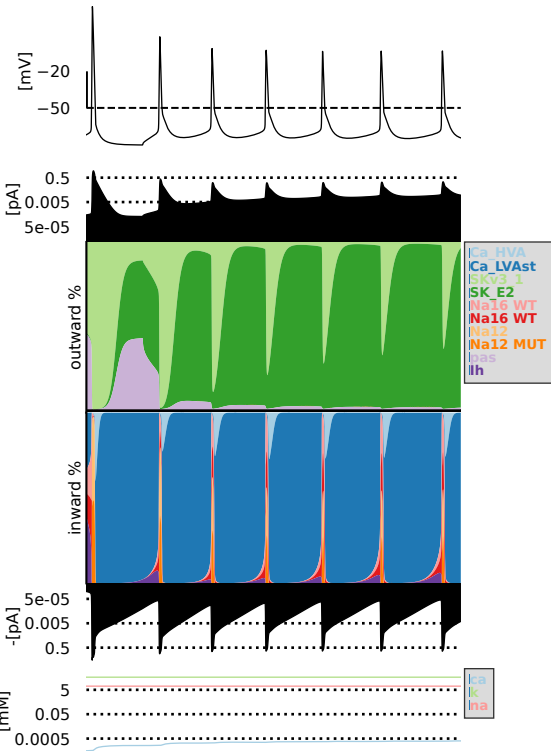 [mV]
−20
−50
[pA]
0.5
0.005
5e-05
outward %
Ca_HVA
Ca_LVAst
SKv3_1
SK_E2
Na16 WT
Na16 WT
Na12
Na12 MUT
pas
Ih
inward %
-[pA]
5e-05
0.005
0.5
[mM]
5
0.05
0.0005
ca
k
na